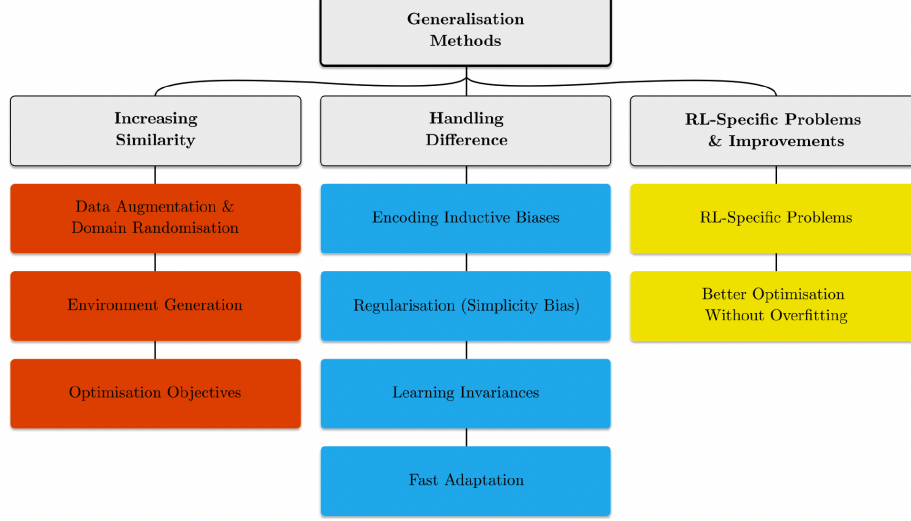 Generalisation
Methods
Increasing
Similarity
Handling
Difference
RL-Specific Problems
& Improvements
Data Augmentation &
Domain Randomisation
Encoding Inductive Biases
RL-Specific Problems
Environment Generation
Regularisation (Simplicity Bias)
Better Optimisation
Without Overfitting
Optimisation Objectives
Learning Invariances
Fast Adaptation